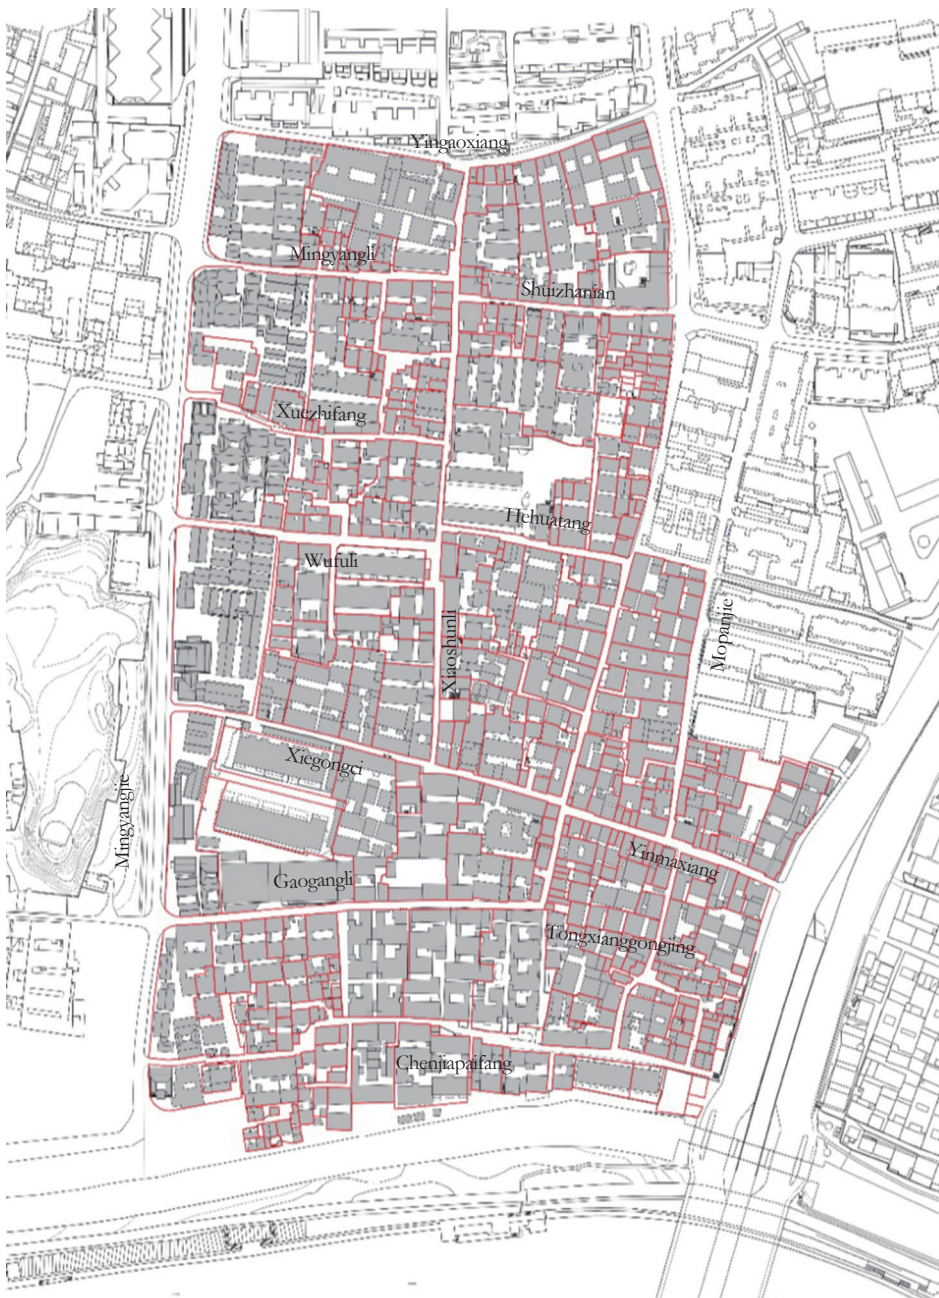 Yingaoxiang
Mingyangli
Shuizhanian
Xuezhifang
Hehuatang
Wufuli
Xiaoshunli
Mopanjie
Xiegongci
Mingyangjie
Yinmaxiang
Gaogangli
Tongxianggongjing
Chenjiapaifang